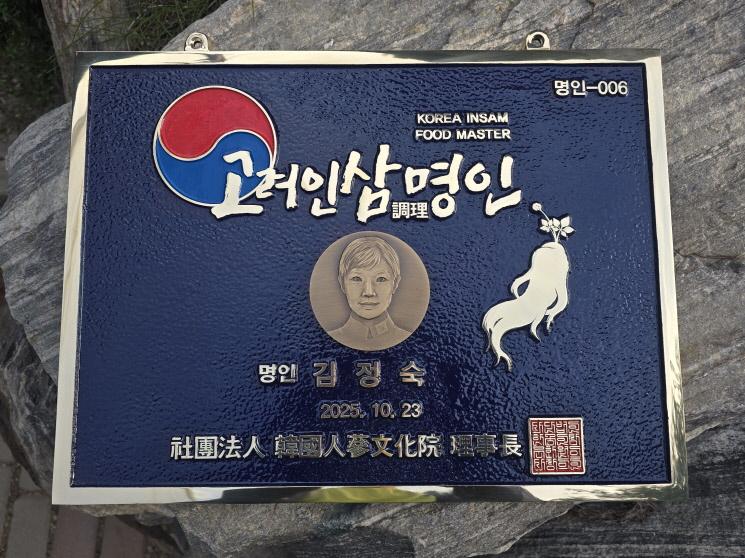 명인-006
KOREA INSAM
FOOD MASTER
고려인삼명인
調理
명인 김정숙
2025. 10. 23
社團法人 韓國人蔘文化院 理事長